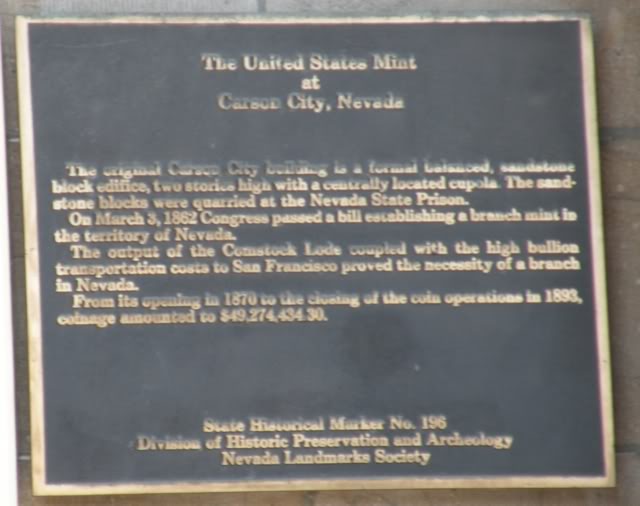 The United States Mint
at
Carson City, Nevada
The original Carson City building is a formal balanced, sandstone
block edifice, two stories high with a centrally located cupola. The sand-
stone blocks were quarried at the Nevada State Prison.
On March 3, 1862 Congress passed a bill establishing a branch mint in
the territory of Nevada.
The output of the Comstock Lode coupled with the high bullion
transportation costs to San Francisco proved the necessity of a branch
in Nevada.
From its opening in 1870 to the closing of the coin operations in 1893,
coinage amounted to $49,274,434.30.
State Historical Marker No. 196
Division of Historic Preservation and Archeology
Nevada Landmarks Society